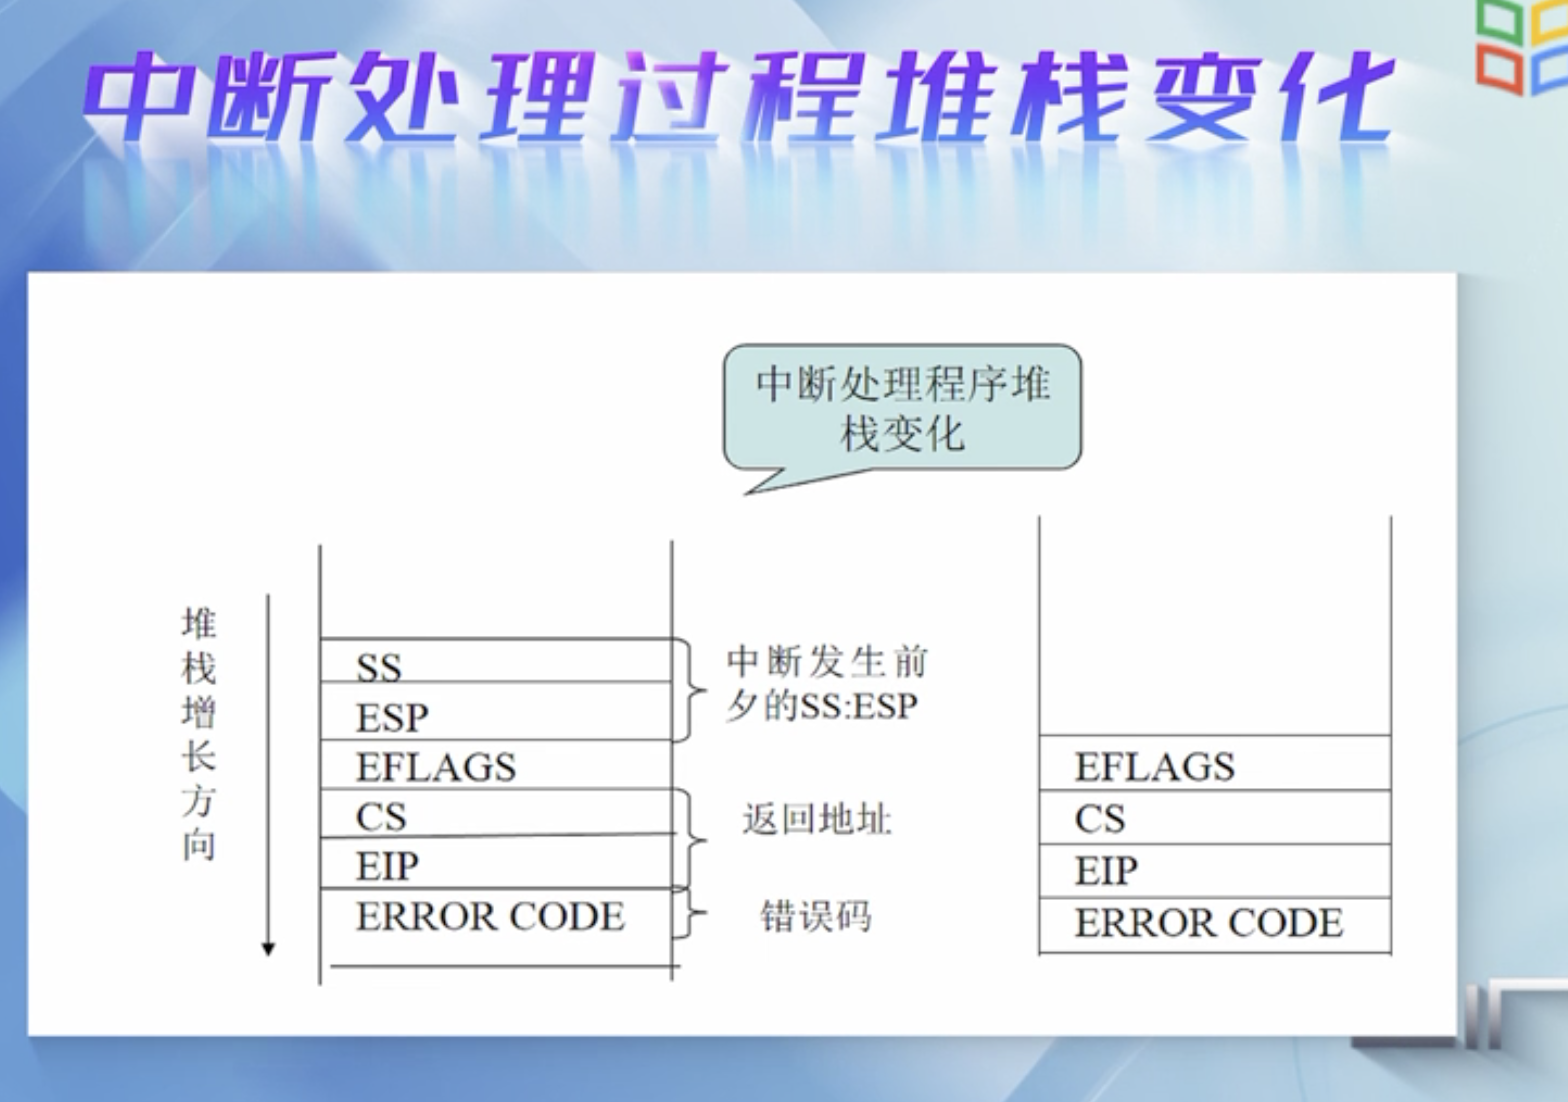 中断处理过程堆栈变化
中断处理程序堆
栈变化
堆栈增长方向
SS
ESP
EFLAGS
CS
EIP
ERROR CODE
中断发生前
夕的SS:ESP
返回地址
错误码
EFLAGS
CS
EIP
ERROR CODE